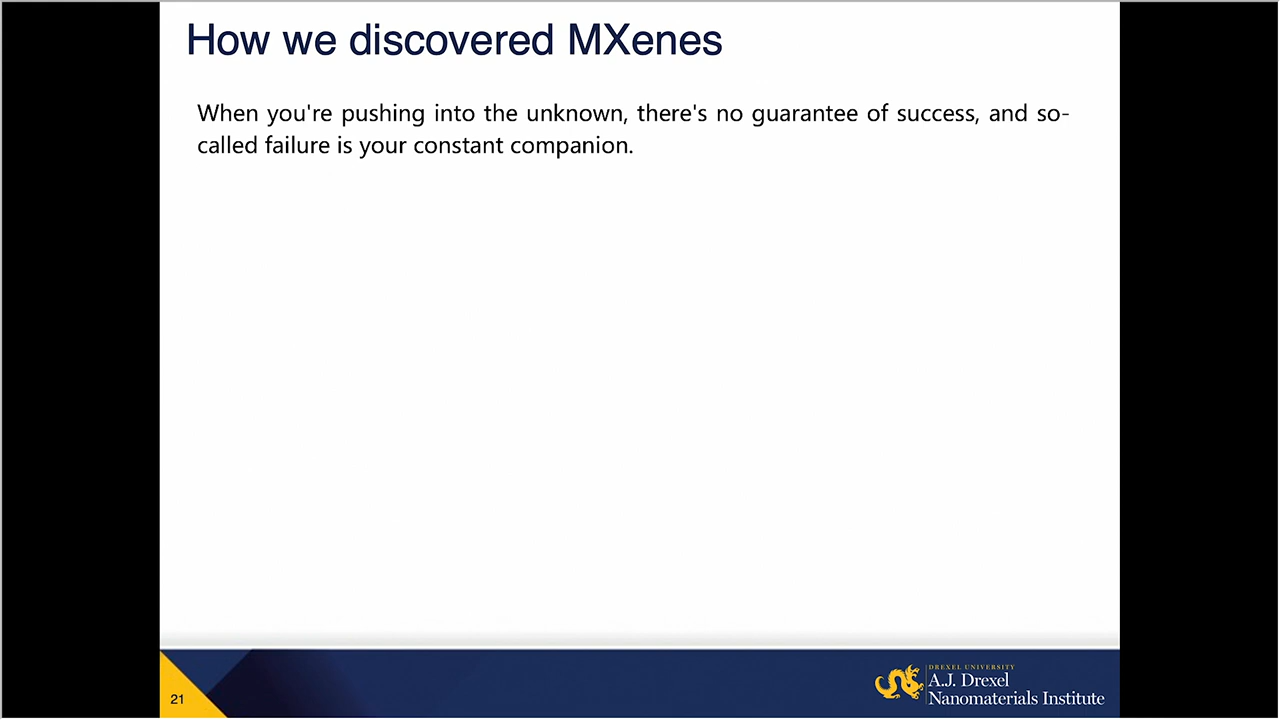 How we discovered MXenes
When you're pushing into the unknown, there's no guarantee of success, and so-
called failure is your constant companion.
21
DREXEL UNIVERSITY
A.J. Drexel
Nanomaterials Institute